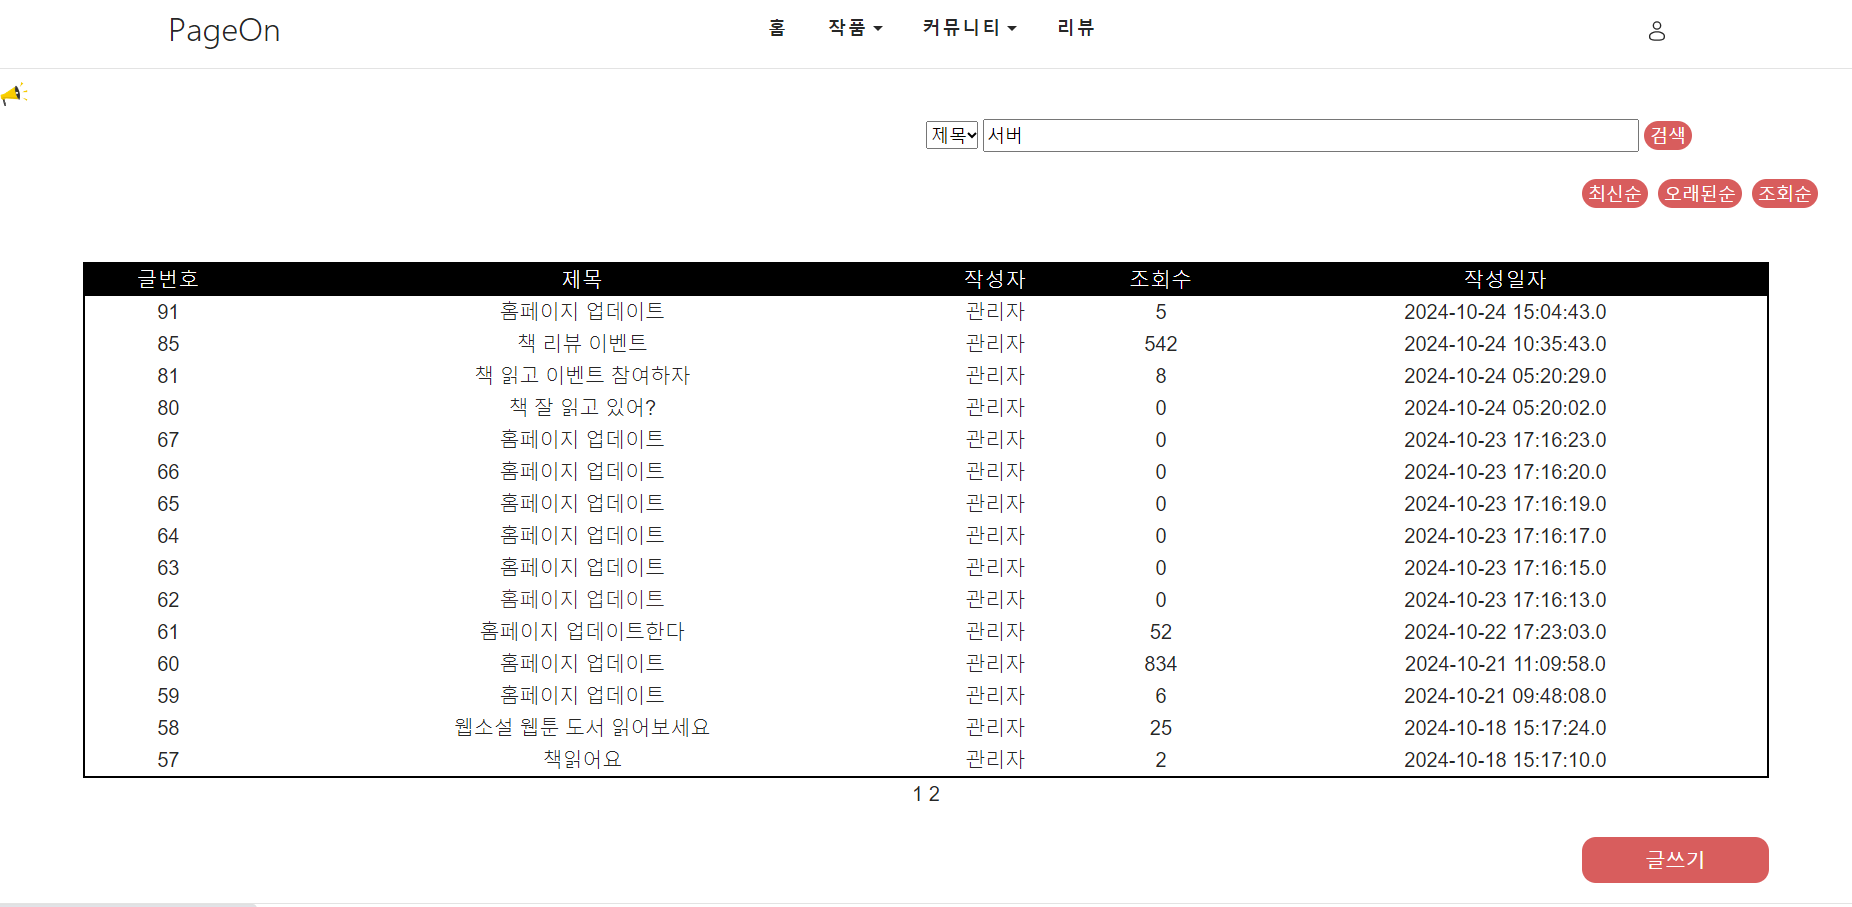 PageOn 홈 작품 커뮤니티 리뷰
제목 서버 검색
최신순 오래된순 조회순
글번호 제목 작성자 조회수 작성일자
91 홈페이지 업데이트 관리자 5 2024-10-24 15:04:43.0
85 책 리뷰 이벤트 관리자 542 2024-10-24 10:35:43.0
81 책 읽고 이벤트 참여하자 관리자 8 2024-10-24 05:20:29.0
80 책 잘 읽고 있어? 관리자 0 2024-10-24 05:20:02.0
67 홈페이지 업데이트 관리자 0 2024-10-23 17:16:23.0
66 홈페이지 업데이트 관리자 0 2024-10-23 17:16:20.0
65 홈페이지 업데이트 관리자 0 2024-10-23 17:16:19.0
64 홈페이지 업데이트 관리자 0 2024-10-23 17:16:17.0
63 홈페이지 업데이트 관리자 0 2024-10-23 17:16:15.0
62 홈페이지 업데이트 관리자 0 2024-10-23 17:16:13.0
61 홈페이지 업데이트한다 관리자 52 2024-10-22 17:23:03.0
60 홈페이지 업데이트 관리자 834 2024-10-21 11:09:58.0
59 홈페이지 업데이트 관리자 6 2024-10-21 09:48:08.0
58 웹소설 웹툰 도서 읽어보세요 관리자 25 2024-10-18 15:17:24.0
57 책읽어요 관리자 2 2024-10-18 15:17:10.0
1 2
글쓰기